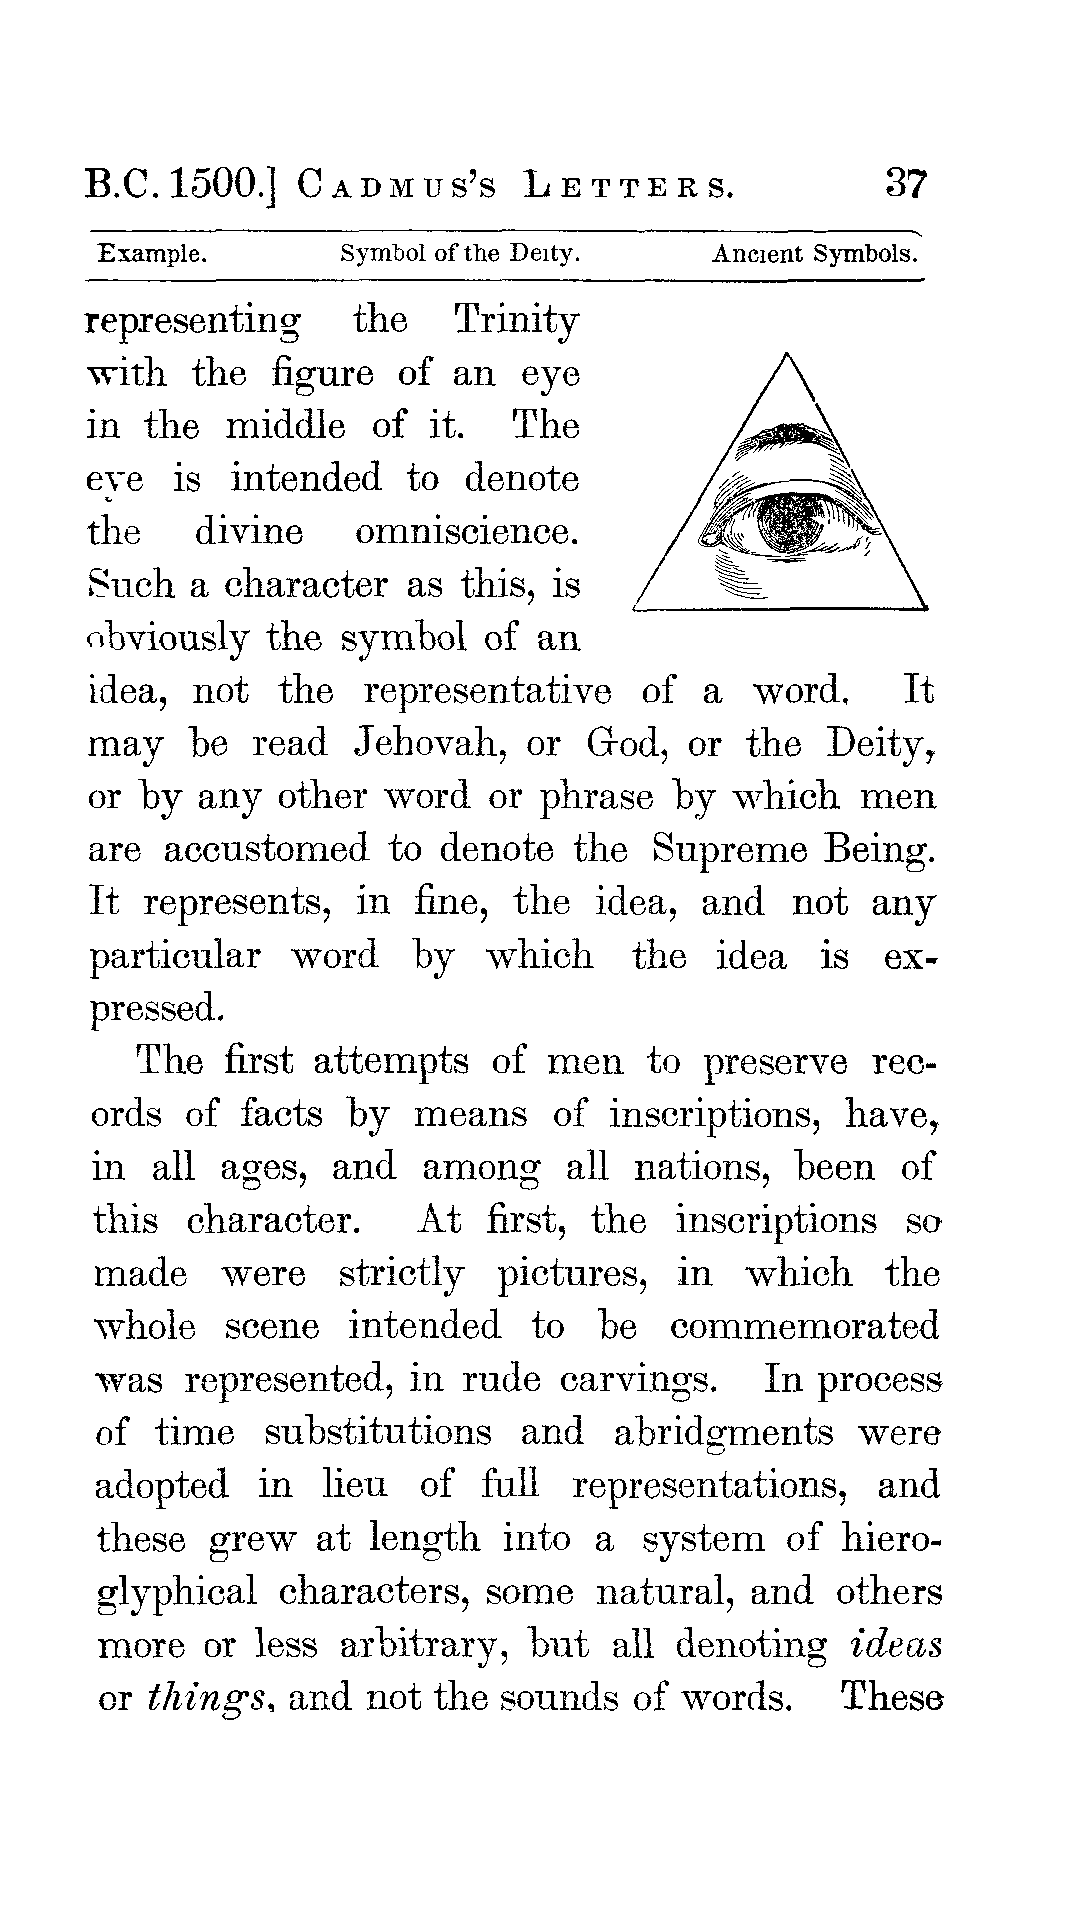 B.C. 1500.] CADMUS'S LETTERS. 37
Example. Symbol of the Deity. Ancient Symbols.
representing the Trinity
with the figure of an eye
in the middle of it. The
eye is intended to denote
the divine omniscience.
Such a character as this, is
obviously the symbol of an
idea, not the representative of a word. It
may be read Jehovah, or God, or the Deity,
or by any other word or phrase by which men
are accustomed to denote the Supreme Being.
It represents, in fine, the idea, and not any
particular word by which the idea is ex-
pressed.
The first attempts of men to preserve rec-
ords of facts by means of inscriptions, have,
in all ages, and among all nations, been of
this character. At first, the inscriptions so
made were strictly pictures, in which the
whole scene intended to be commemorated
was represented, in rude carvings. In process
of time substitutions and abridgments were
adopted in lieu of full representations, and
these grew at length into a system of hiero-
glyphical characters, some natural, and others
more or less arbitrary, but all denoting ideas
or things, and not the sounds of words. These